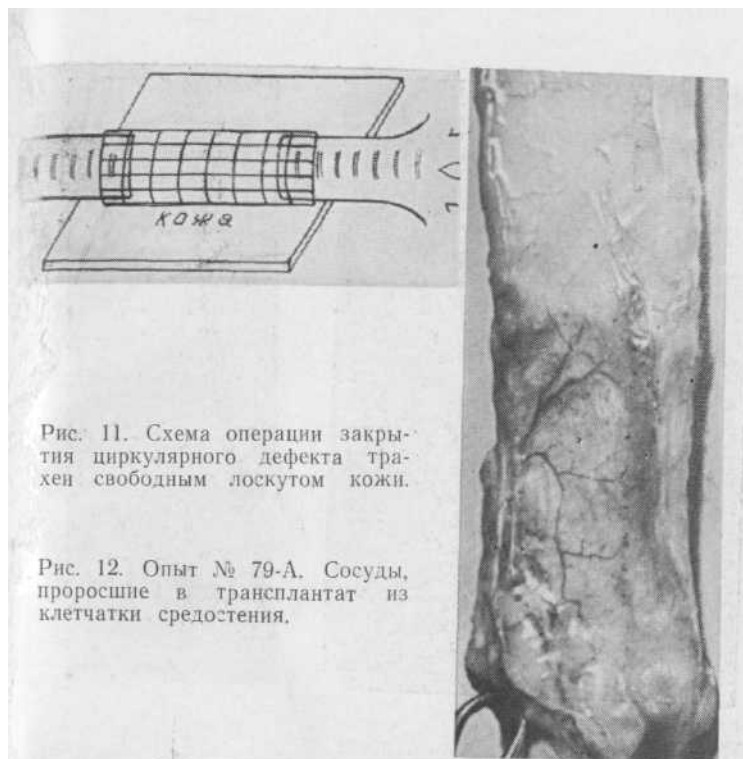 кожа
Рис. 11. Схема операции закры-
тия циркулярного дефекта тра-
хеи свободным лоскутом кожи.
Рис. 12. Опыт № 79-А. Сосуды,
проросшие в трансплантат из
клетчатки средостения.